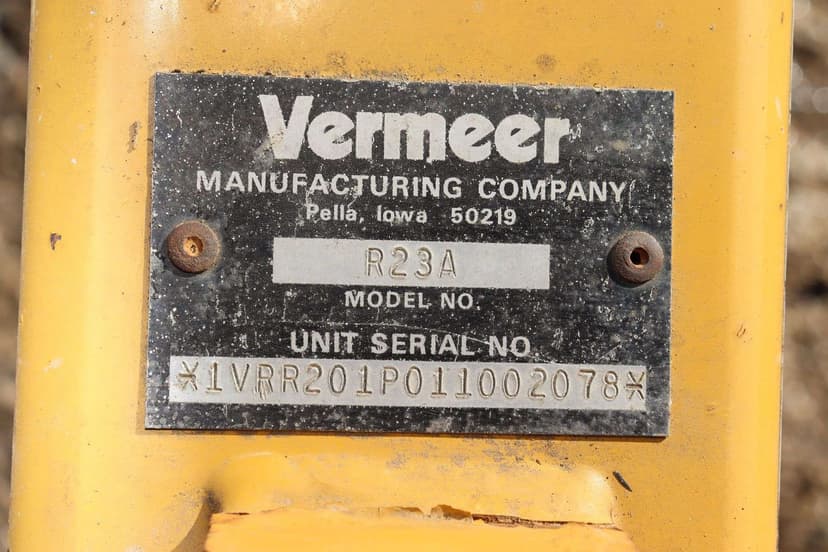 Vermeer
MANUFACTURING COMPANY
Pella, Iowa 50219
R23A
MODEL NO.
UNIT SERIAL NO.
*1VRR201P011002078*